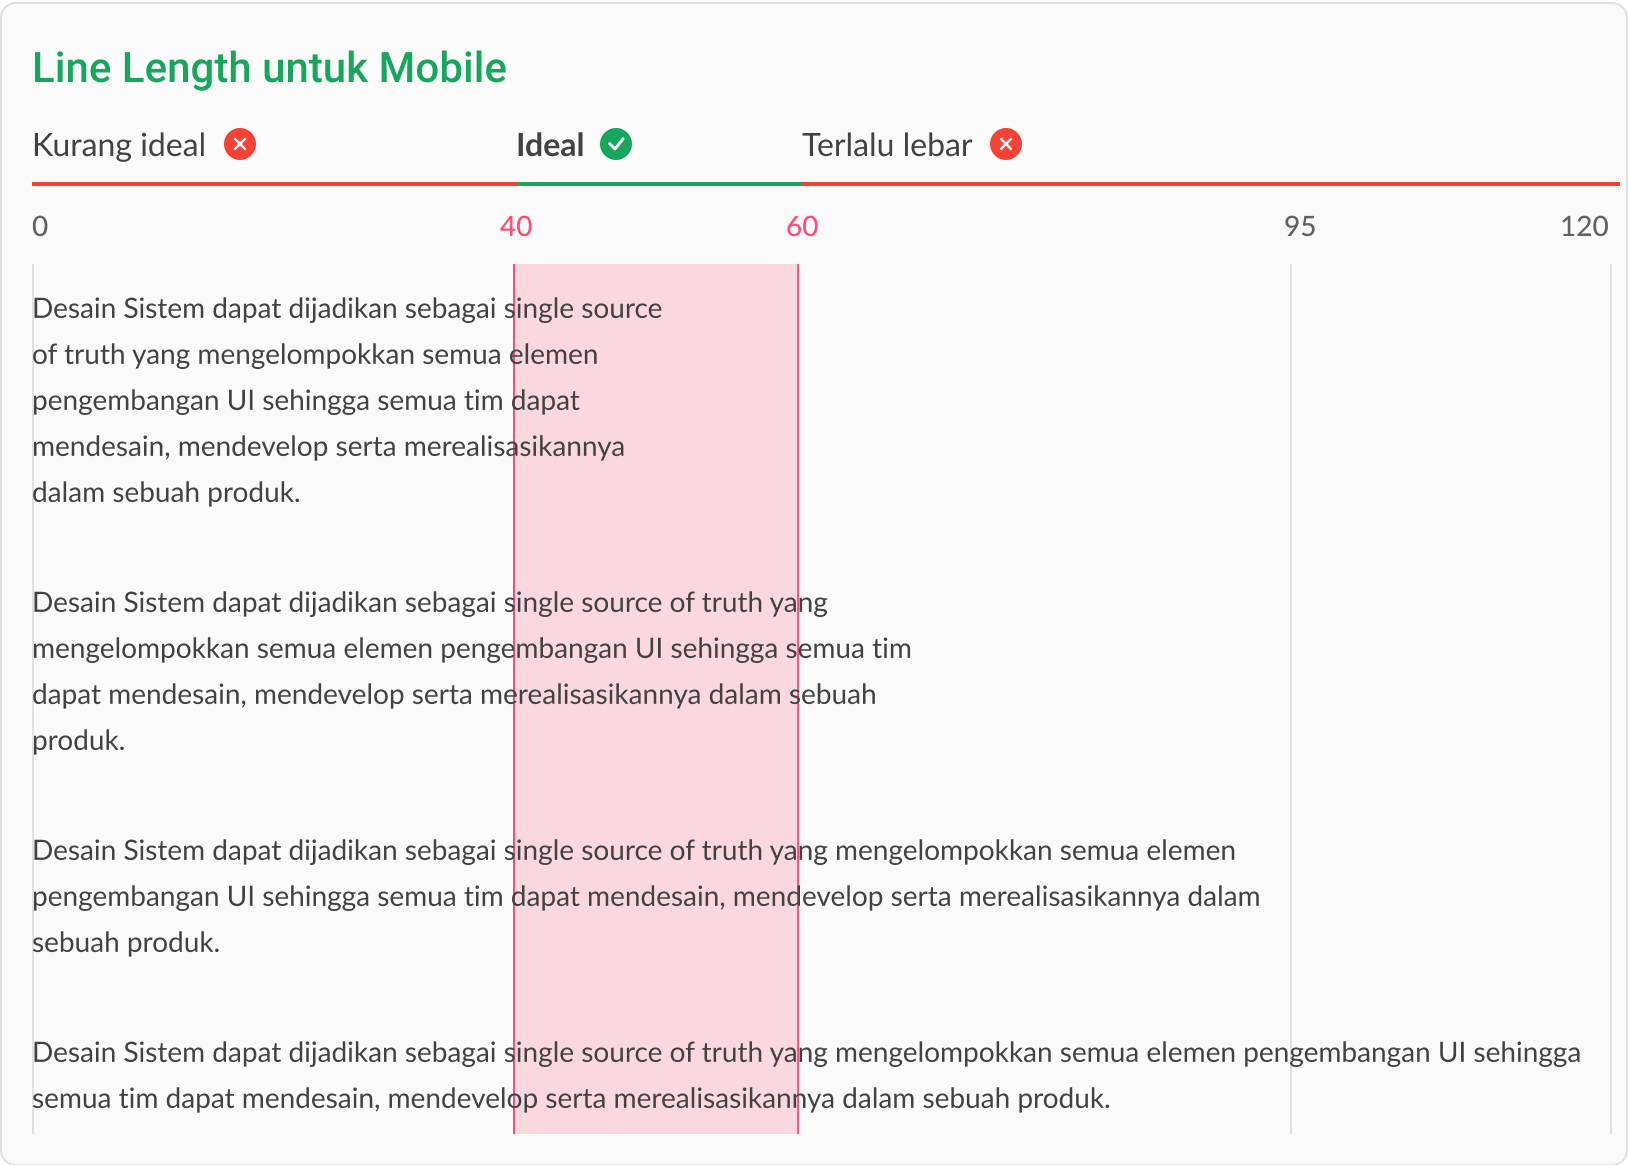 Line Length untuk Mobile
Kurang ideal Ideal Terlalu lebar
0 40 60 95 120
Desain Sistem dapat dijadikan sebagai single source
of truth yang mengelompokkan semua elemen
pengembangan UI sehingga semua tim dapat
mendesain, mendevelop serta merealisasikannya
dalam sebuah produk.
Desain Sistem dapat dijadikan sebagai single source of truth yang
mengelompokkan semua elemen pengembangan UI sehingga semua tim
dapat mendesain, mendevelop serta merealisasikannya dalam sebuah
produk.
Desain Sistem dapat dijadikan sebagai single source of truth yang mengelompokkan semua elemen
pengembangan UI sehingga semua tim dapat mendesain, mendevelop serta merealisasikannya dalam
sebuah produk.
Desain Sistem dapat dijadikan sebagai single source of truth yang mengelompokkan semua elemen pengembangan UI sehingga
semua tim dapat mendesain, mendevelop serta merealisasikannya dalam sebuah produk.